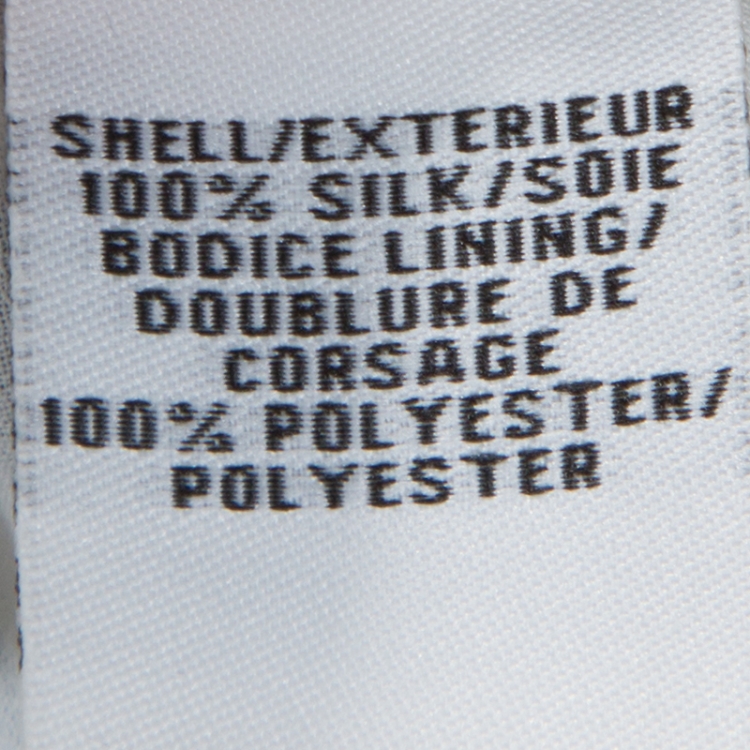 SHELL/EXTERIEUR
100% SILK/SOIE
BODICE LINING/
DOUBLURE DE
CORSAGE
100% POLYESTER/
POLYESTER